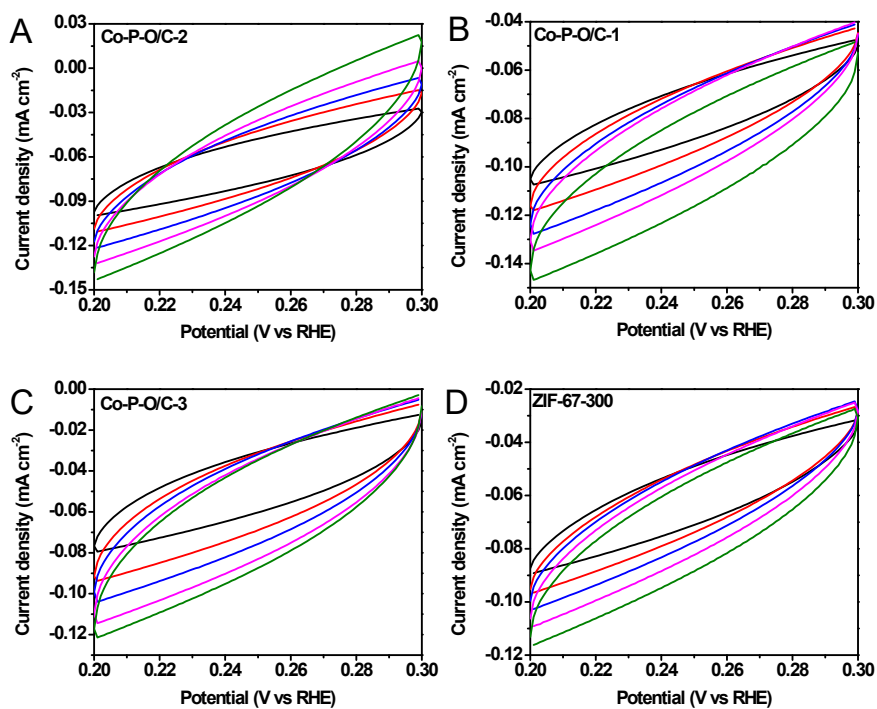 A
Co-P-O/C-2
0.03
0.00
-0.03
-0.06
-0.09
-0.12
-0.15
Current density (mA cm-2)
0.20 0.22 0.24 0.26 0.28 0.30
Potential (V vs RHE)
B
Co-P-O/C-1
-0.04
-0.06
-0.08
-0.10
-0.12
-0.14
Current density (mA cm-2)
0.20 0.22 0.24 0.26 0.28 0.30
Potential (V vs RHE)
C
Co-P-O/C-3
0.00
-0.02
-0.04
-0.06
-0.08
-0.10
-0.12
Current density (mA cm-2)
0.20 0.22 0.24 0.26 0.28 0.30
Potential (V vs RHE)
D
ZIF-67-300
-0.02
-0.04
-0.06
-0.08
-0.10
-0.12
Current density (mA cm-2)
0.20 0.22 0.24 0.26 0.28 0.30
Potential (V vs RHE)